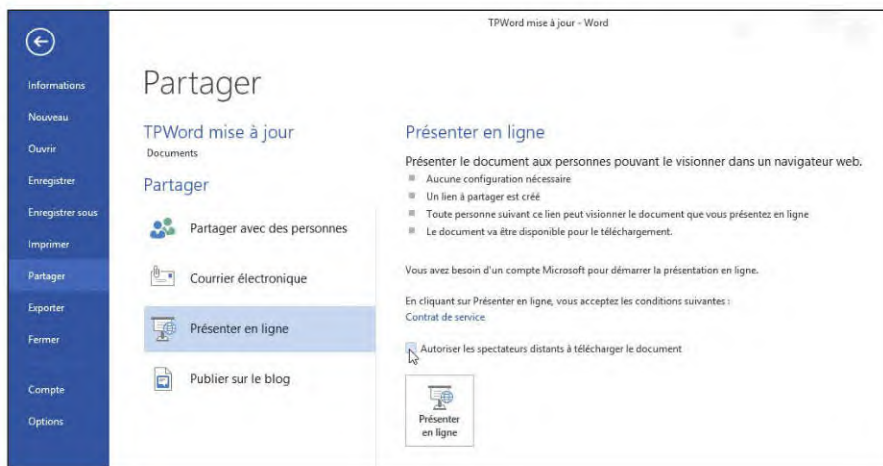 TPWord mise à jour - Word
Informations
Nouveau
Ouvrir
Enregistrer
Enregistrer sous
Imprimer
Partager
Exporter
Fermer
Compte
Options
Partager
TPWord mise à jour
Documents
Partager
Partager avec des personnes
Courrier électronique
Présenter en ligne
Publier sur le blog
Présenter en ligne
Présenter le document aux personnes pouvant le visionner dans un navigateur web.
Aucune configuration nécessaire
Un lien à partager est créé
Toute personne suivant ce lien peut visionner le document que vous présentez en ligne
Le document va être disponible pour le téléchargement.
Vous avez besoin d'un compte Microsoft pour démarrer la présentation en ligne.
En cliquant sur Présenter en ligne, vous acceptez les conditions suivantes :
Contrat de service
Autoriser les spectateurs distants à télécharger le document
Présenter
en ligne